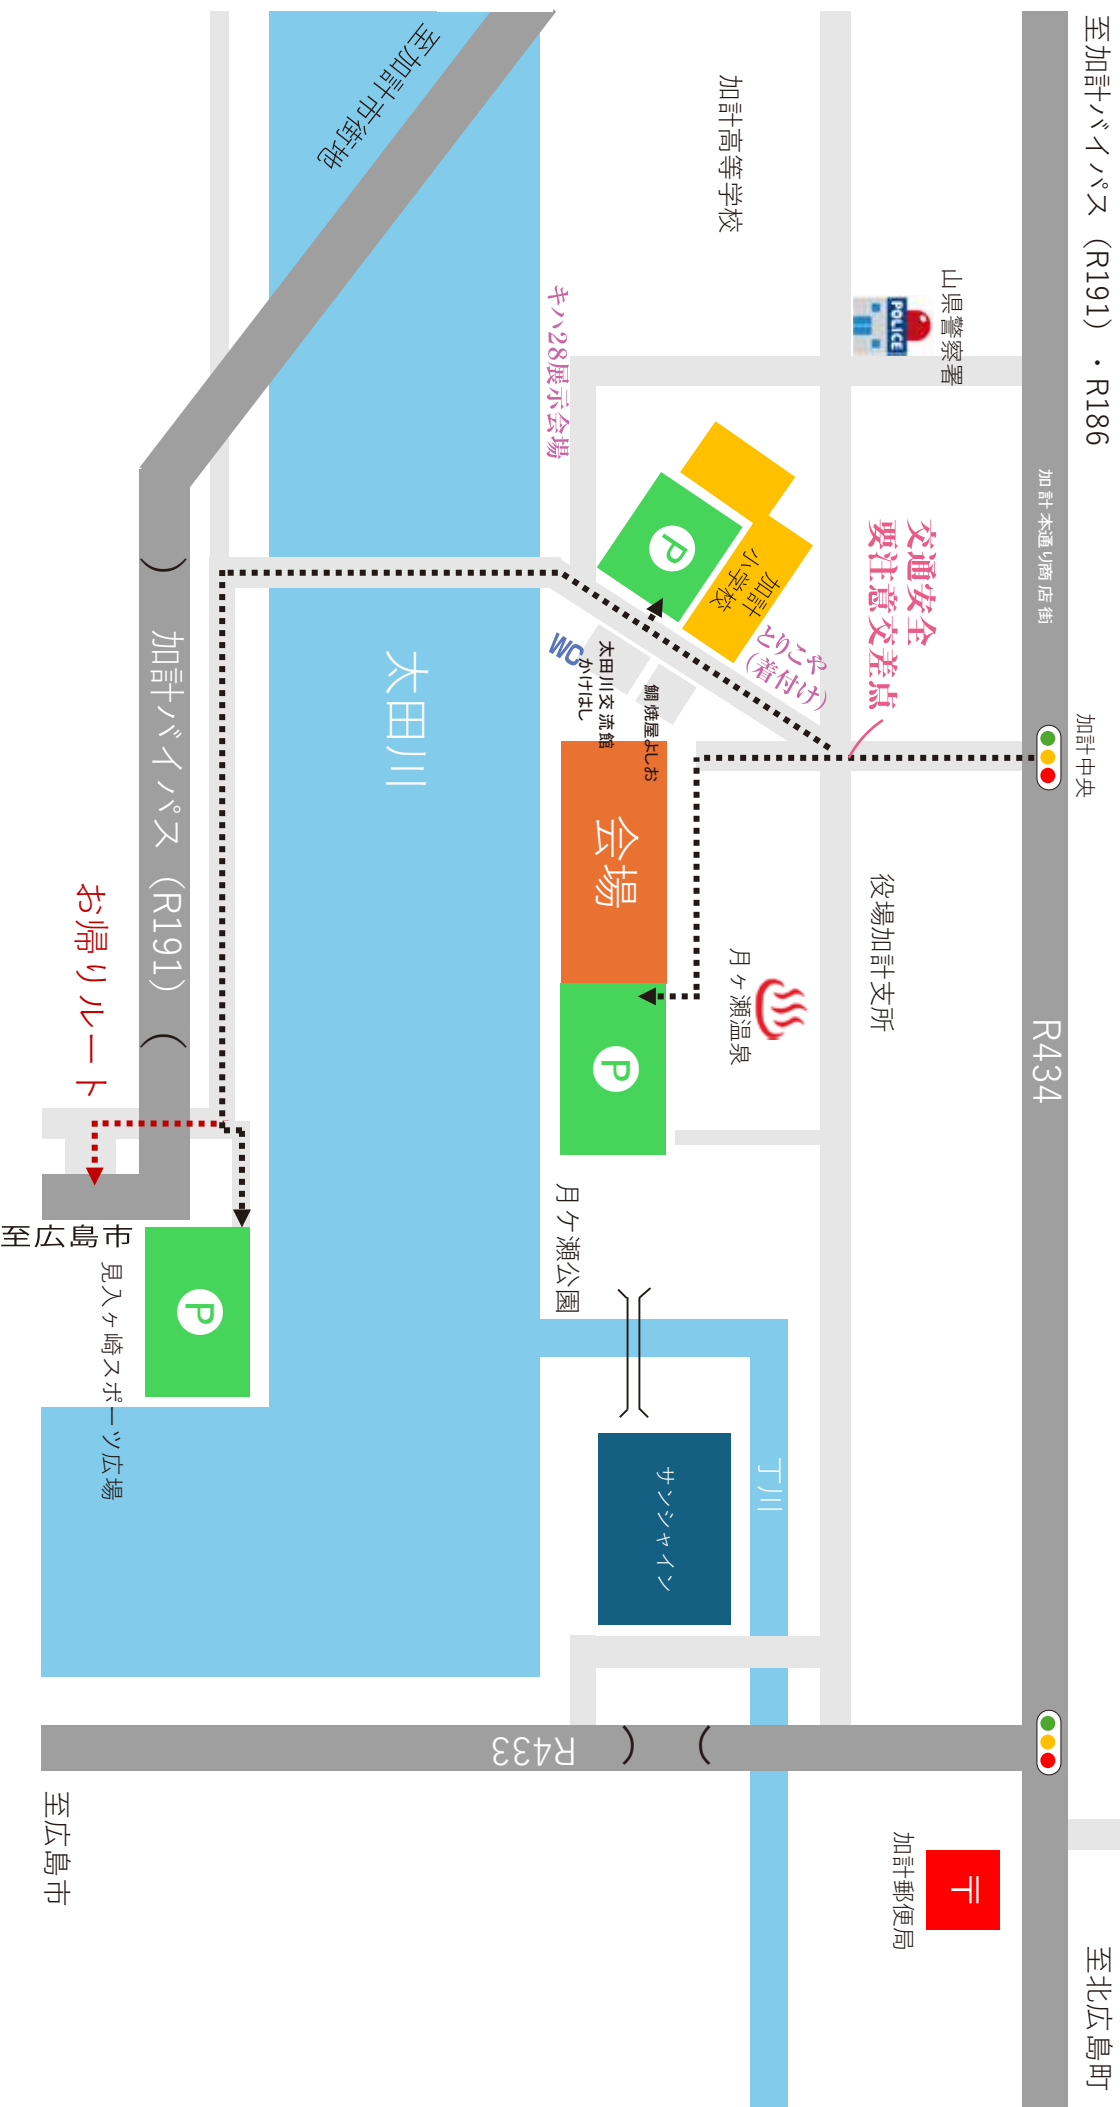 至加計バイパス（R191）・R186
加計本通り商店街
加計中央
R434
至北広島町
山県警察署
POLICE
交通安全
要注意交差点
役場加計支所
加計郵便局
〒
加計高等学校
とりこや
（着付け）
加計
小学校
P
月ヶ瀬温泉
丁川
サンシャイン
鯛焼屋よしお
太田川交流館
かけはし
WC
会場
P
キハ28展示会場
月ケ瀬公園
R433
太田川
至加計市街地
加計バイパス（R191）
お帰りルート
P
見入ヶ崎スポーツ広場
至広島市
至広島市